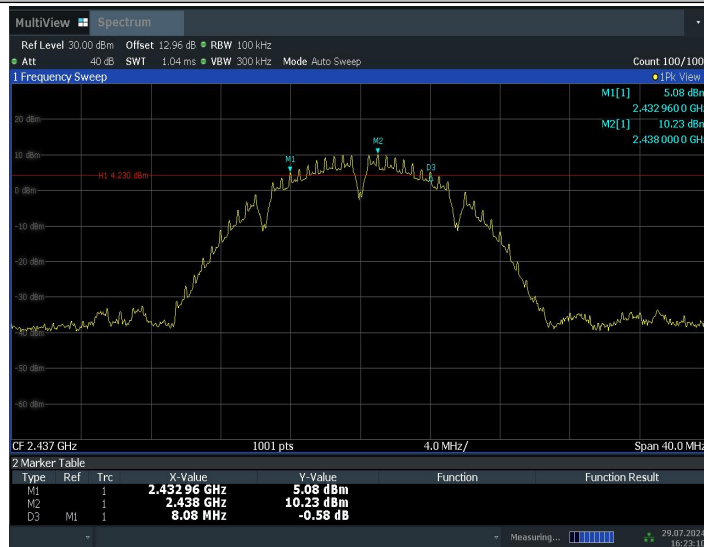 MultiView Spectrum
Ref Level 30.00 dBm Offset 12.96 dB RBW 100 kHz
Att 40 dB SWT 1.04 ms VBW 300 kHz Mode Auto Sweep Count 100/100
1 Frequency Sweep 1Pk View
M1[1] 5.08 dBm
2.432 960 0 GHz
M2[1] 10.23 dBm
20 dBm
2.438 000 0 GHz
M2
10 dBm
M1
D3
H1 4.230 dBm
0 dBm
-10 dBm
-20 dBm
-30 dBm
-40 dBm
-50 dBm
-60 dBm
CF 2.437 GHz 1001 pts 4.0 MHz/ Span 40.0 MHz
2 Marker Table
Type Ref Trc X-Value Y-Value Function Function Result
M1 1 2.432 96 GHz 5.08 dBm
M2 1 2.438 GHz 10.23 dBm
D3 M1 1 8.08 MHz -0.58 dB
Measuring... 29.07.2024
16:23:10